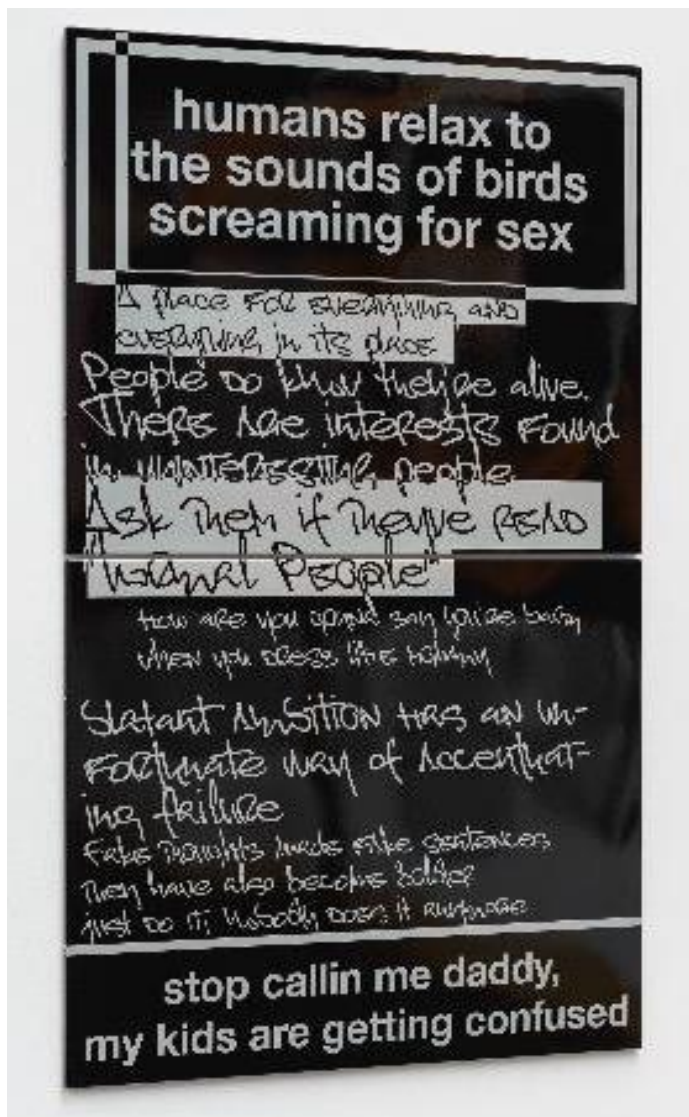 humans relax to
the sounds of birds
screaming for sex
A place for everything and
everything in its place
People do know they're alive.
There are interests found
in uninteresting people
Ask them if they've read
"Normal People"
How are you gonna say you're busy
when you dress like
Blatant ambition has an un-
fortunate way of accentuat-
ing failure
Fake thoughts made fake sentences
They have also become
just do it, nobody does it anymore
stop callin me daddy,
my kids are getting confused